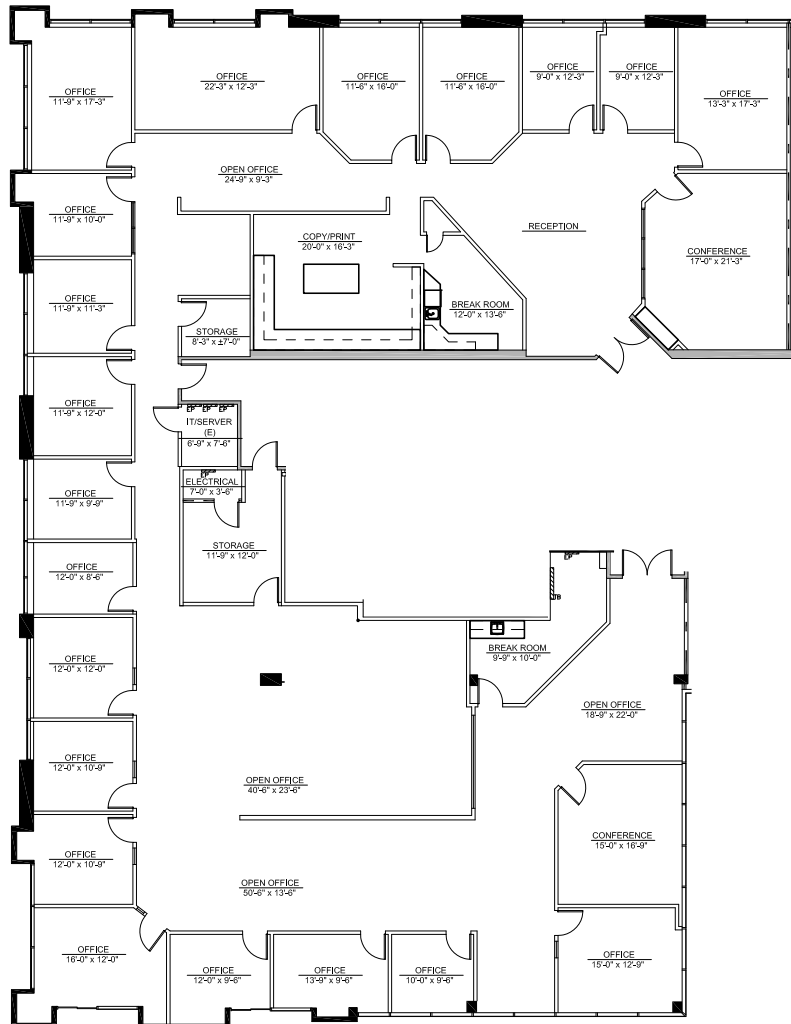 OFFICE
11'-9" x 17'-3"
OFFICE
22'-3" x 12'-3"
OFFICE
11'-6" x 16'-0"
OFFICE
11'-6" x 16'-0"
OFFICE
9'-0" x 12'-3"
OFFICE
9'-0" x 12'-3"
OFFICE
13'-3" x 17'-3"
OPEN OFFICE
24'-9" x 9'-3"
OFFICE
11'-9" x 10'-0"
COPY/PRINT
20'-0" x 16'-3"
RECEPTION
CONFERENCE
17'-0" x 21'-3"
OFFICE
11'-9" x 11'-3"
BREAK ROOM
12'-0" x 13'-6"
STORAGE
8'-3" x ±7'-0"
OFFICE
11'-9" x 12'-0"
EP EP EP
IT/SERVER
(E)
6'-9" x 7'-6"
EP
ELECTRICAL
7'-0" x 3'-6"
OFFICE
11'-9" x 9'-9"
STORAGE
11'-9" x 12'-0"
OFFICE
12'-0" x 8'-6"
EP
TB
BREAK ROOM
9'-9" x 10'-0"
OFFICE
12'-0" x 12'-0"
OPEN OFFICE
18'-9" x 22'-0"
OFFICE
12'-0" x 10'-9"
OPEN OFFICE
40'-6" x 23'-6"
CONFERENCE
15'-0" x 16'-9"
OFFICE
12'-0" x 10'-9"
OPEN OFFICE
50'-6" x 13'-6"
OFFICE
16'-0" x 12'-0"
OFFICE
12'-0" x 9'-6"
OFFICE
13'-9" x 9'-6"
OFFICE
10'-0" x 9'-6"
OFFICE
15'-0" x 12'-9"